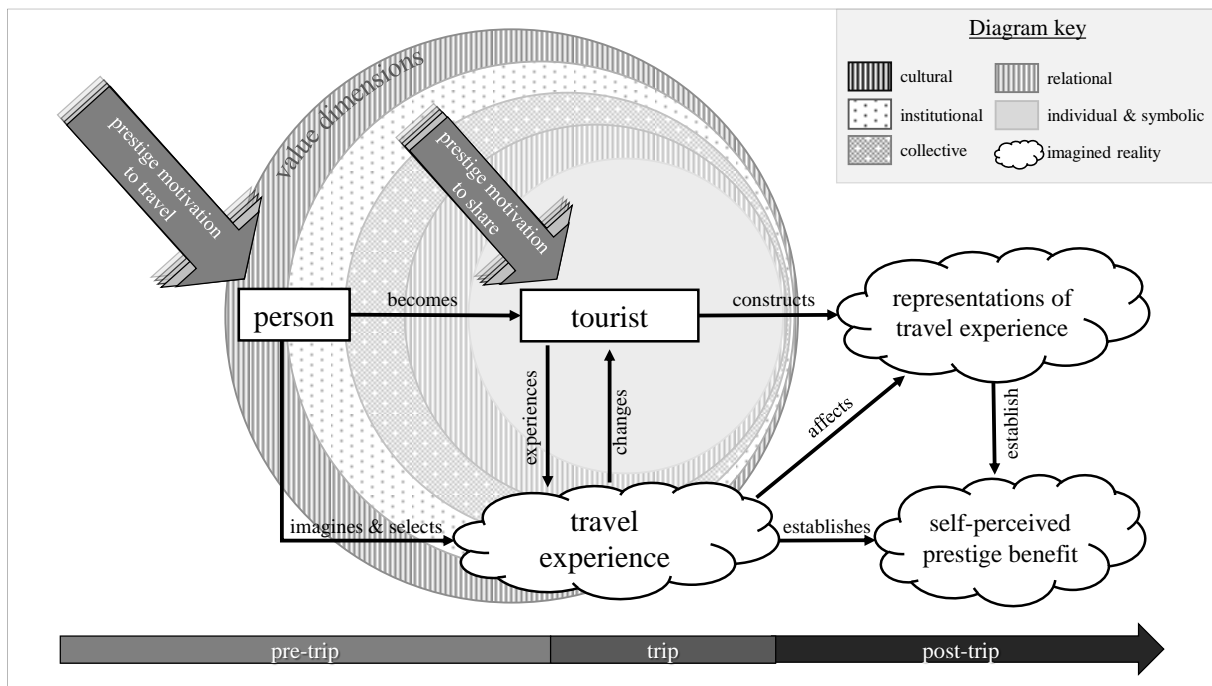 Diagram key
cultural
relational
institutional
individual & symbolic
collective
imagined reality
value dimensions
prestige motivation
to travel
prestige motivation
to share
person
becomes
tourist
constructs
representations of
travel experience
experiences
changes
affects
establish
imagines & selects
travel
experience
establishes
self-perceived
prestige benefit
pre-trip
trip
post-trip